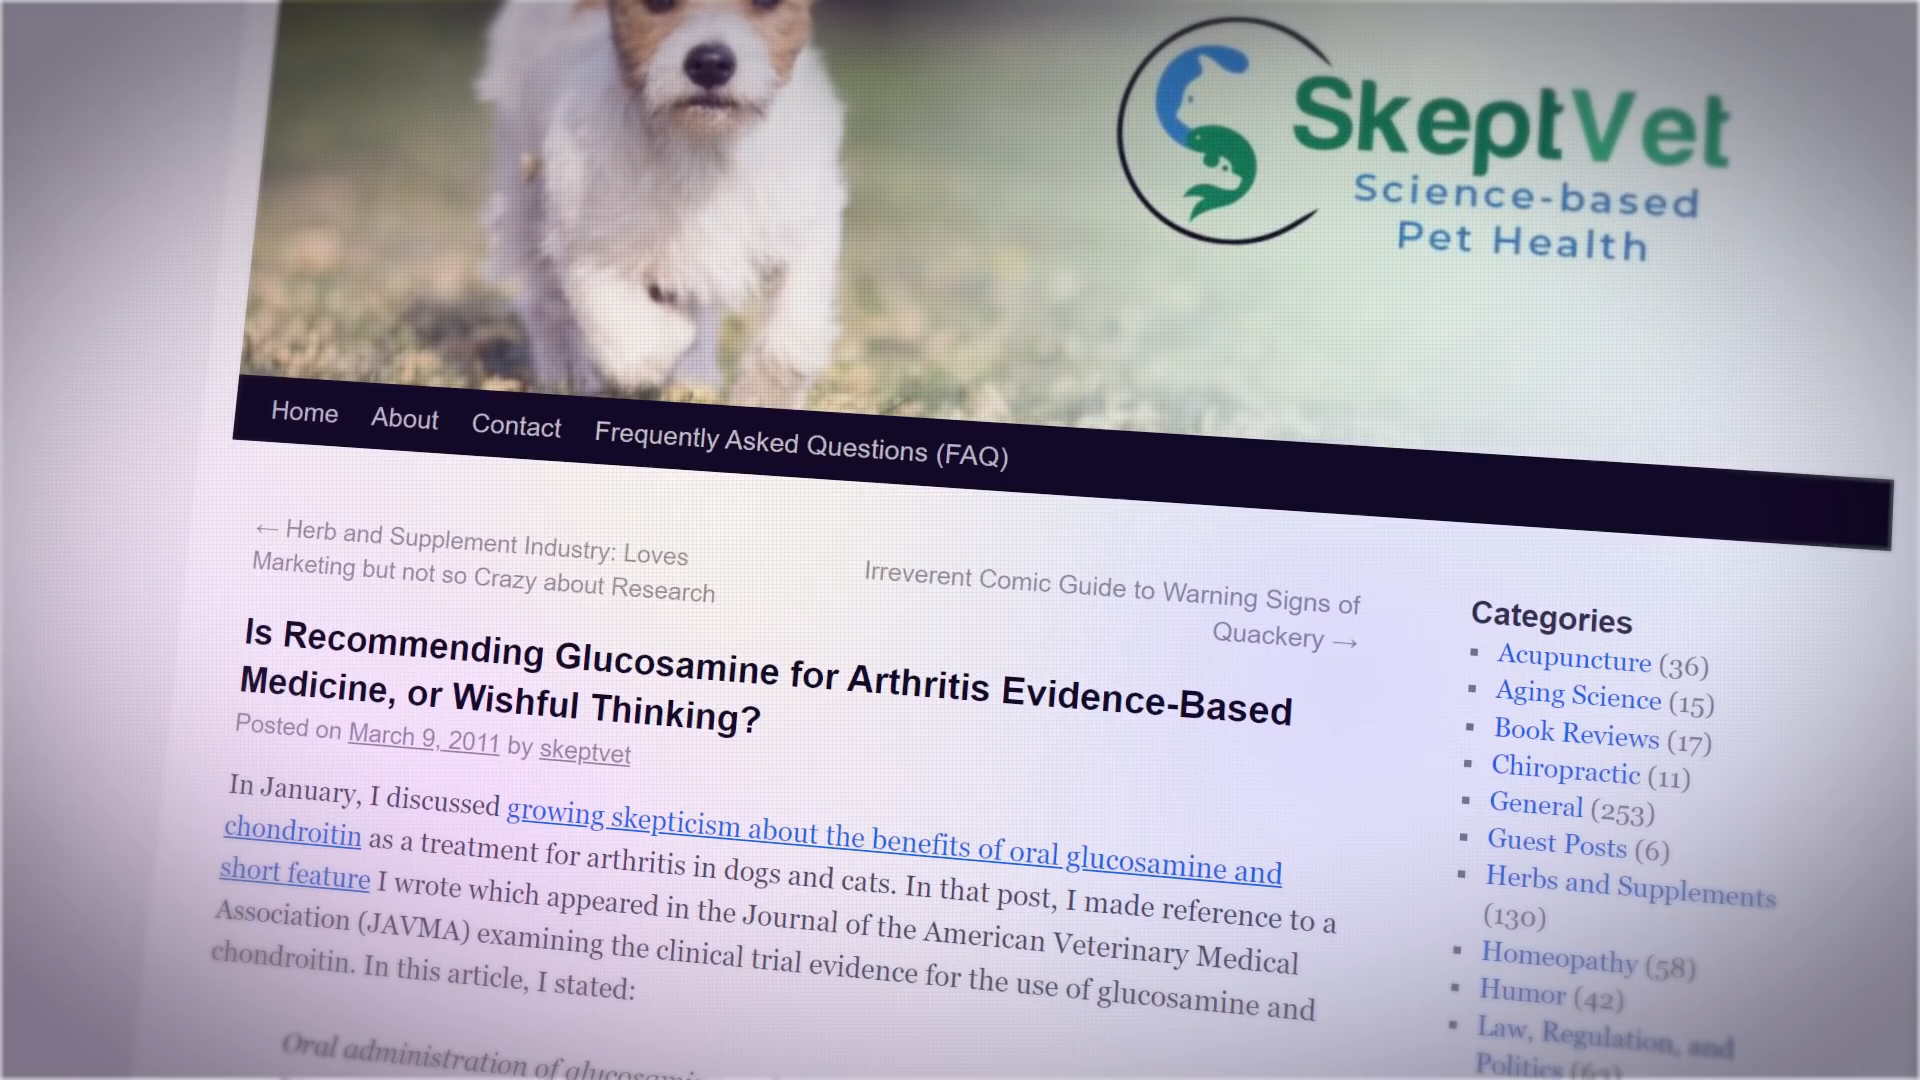 SkeptVet
Science-based
Pet Health
Home About Contact Frequently Asked Questions (FAQ)
← Herb and Supplement Industry: Loves
Marketing but not so Crazy about Research
Irreverent Comic Guide to Warning Signs of
Quackery →
Is Recommending Glucosamine for Arthritis Evidence-Based
Medicine, or Wishful Thinking?
Posted on March 9, 2011 by skeptvet
In January, I discussed growing skepticism about the benefits of oral glucosamine and
chondroitin as a treatment for arthritis in dogs and cats. In that post, I made reference to a
short feature I wrote which appeared in the Journal of the American Veterinary Medical
Association (JAVMA) examining the clinical trial evidence for the use of glucosamine and
chondroitin. In this article, I stated:
Oral administration of
Categories
▪ Acupuncture (36)
▪ Aging Science (15)
▪ Book Reviews (17)
▪ Chiropractic (11)
▪ General (253)
▪ Guest Posts (6)
▪ Herbs and Supplements
(130)
▪ Homeopathy (58)
▪ Humor (42)
▪ Law, Regulation, and
Politics